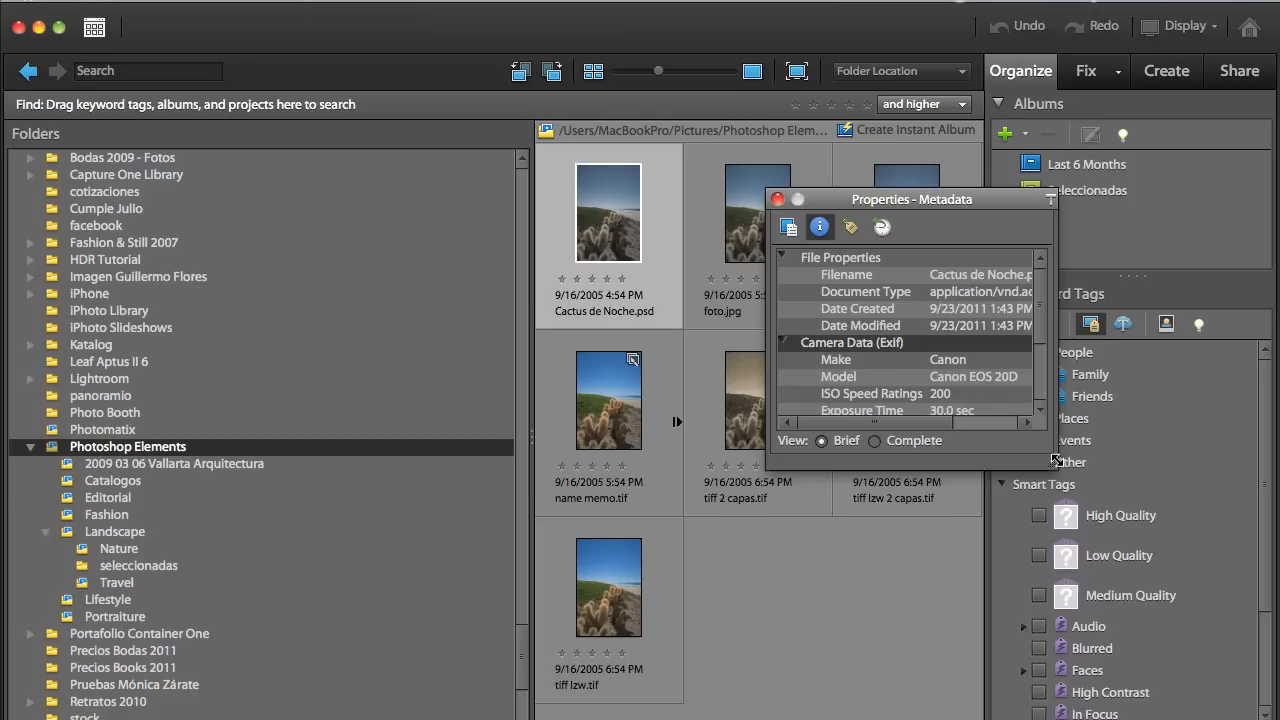 Undo
Redo
Display
Search
Folder Location
Organize
Fix
Create
Share
Find: Drag keyword tags, albums, and projects here to search
and higher
Albums
Folders
Bodas 2009 - Fotos
Capture One Library
cotizaciones
Cumple Julio
facebook
Fashion & Still 2007
HDR Tutorial
Imagen Guillermo Flores
iPhone
iPhoto Library
iPhoto Slideshows
Katalog
Leaf Aptus II 6
Lightroom
panoramio
Photo Booth
Photomatix
Photoshop Elements
2009 03 06 Vallarta Arquitectura
Catalogos
Editorial
Fashion
Landscape
Nature
seleccionadas
Travel
Lifestyle
Portraiture
Portafolio Container One
Precios Bodas 2011
Precios Books 2011
Pruebas Mónica Zárate
Retratos 2010
stock
/Users/MacBookPro/Pictures/Photoshop Elem...
Create Instant Album
9/16/2005 4:54 PM
Cactus de Noche.psd
9/16/2005 5:5
foto.jpg
9/16/2005 5:54 PM
name memo.tif
9/16/2005 6:54 PM
tiff 2 capas.tif
9/16/2005 6:54 PM
tiff lzw 2 capas.tif
9/16/2005 6:54 PM
tiff lzw.tif
Properties - Metadata
File Properties
Filename Cactus de Noche.p
Document Type application/vnd.ac
Date Created 9/23/2011 1:43 PM
Date Modified 9/23/2011 1:43 PM
Camera Data (Exif)
Make Canon
Model Canon EOS 20D
ISO Speed Ratings 200
Exposure Time 30.0 sec
View: Brief Complete
Last 6 Months
eleccionadas
rd Tags
eople
Family
Friends
laces
vents
ther
Smart Tags
High Quality
Low Quality
Medium Quality
Audio
Blurred
Faces
High Contrast
In Focus